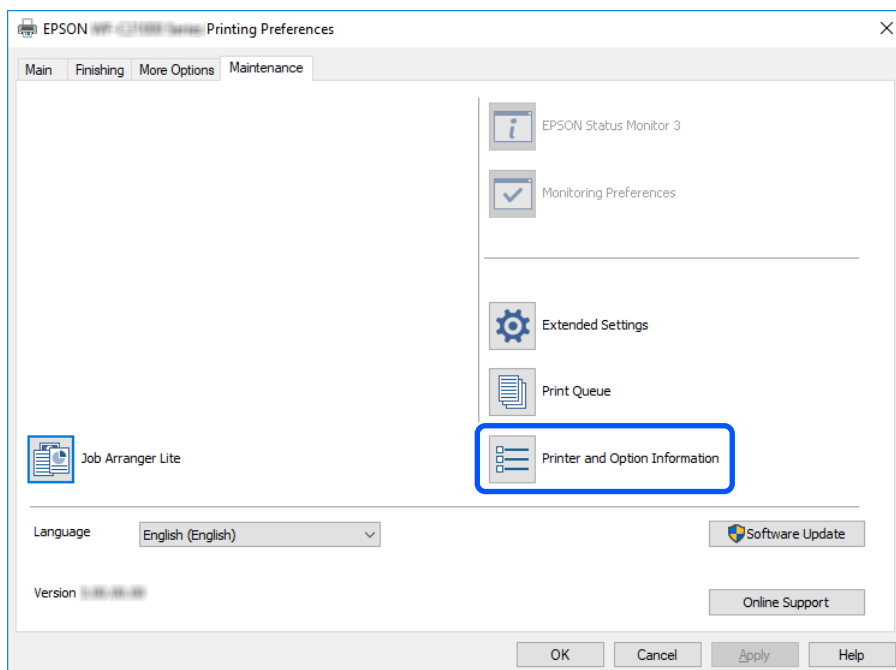 EPSON Printing Preferences
Main Finishing More Options Maintenance
EPSON Status Monitor 3
Monitoring Preferences
Extended Settings
Print Queue
Job Arranger Lite
Printer and Option Information
Language English (English)
Software Update
Version
Online Support
OK Cancel Apply Help